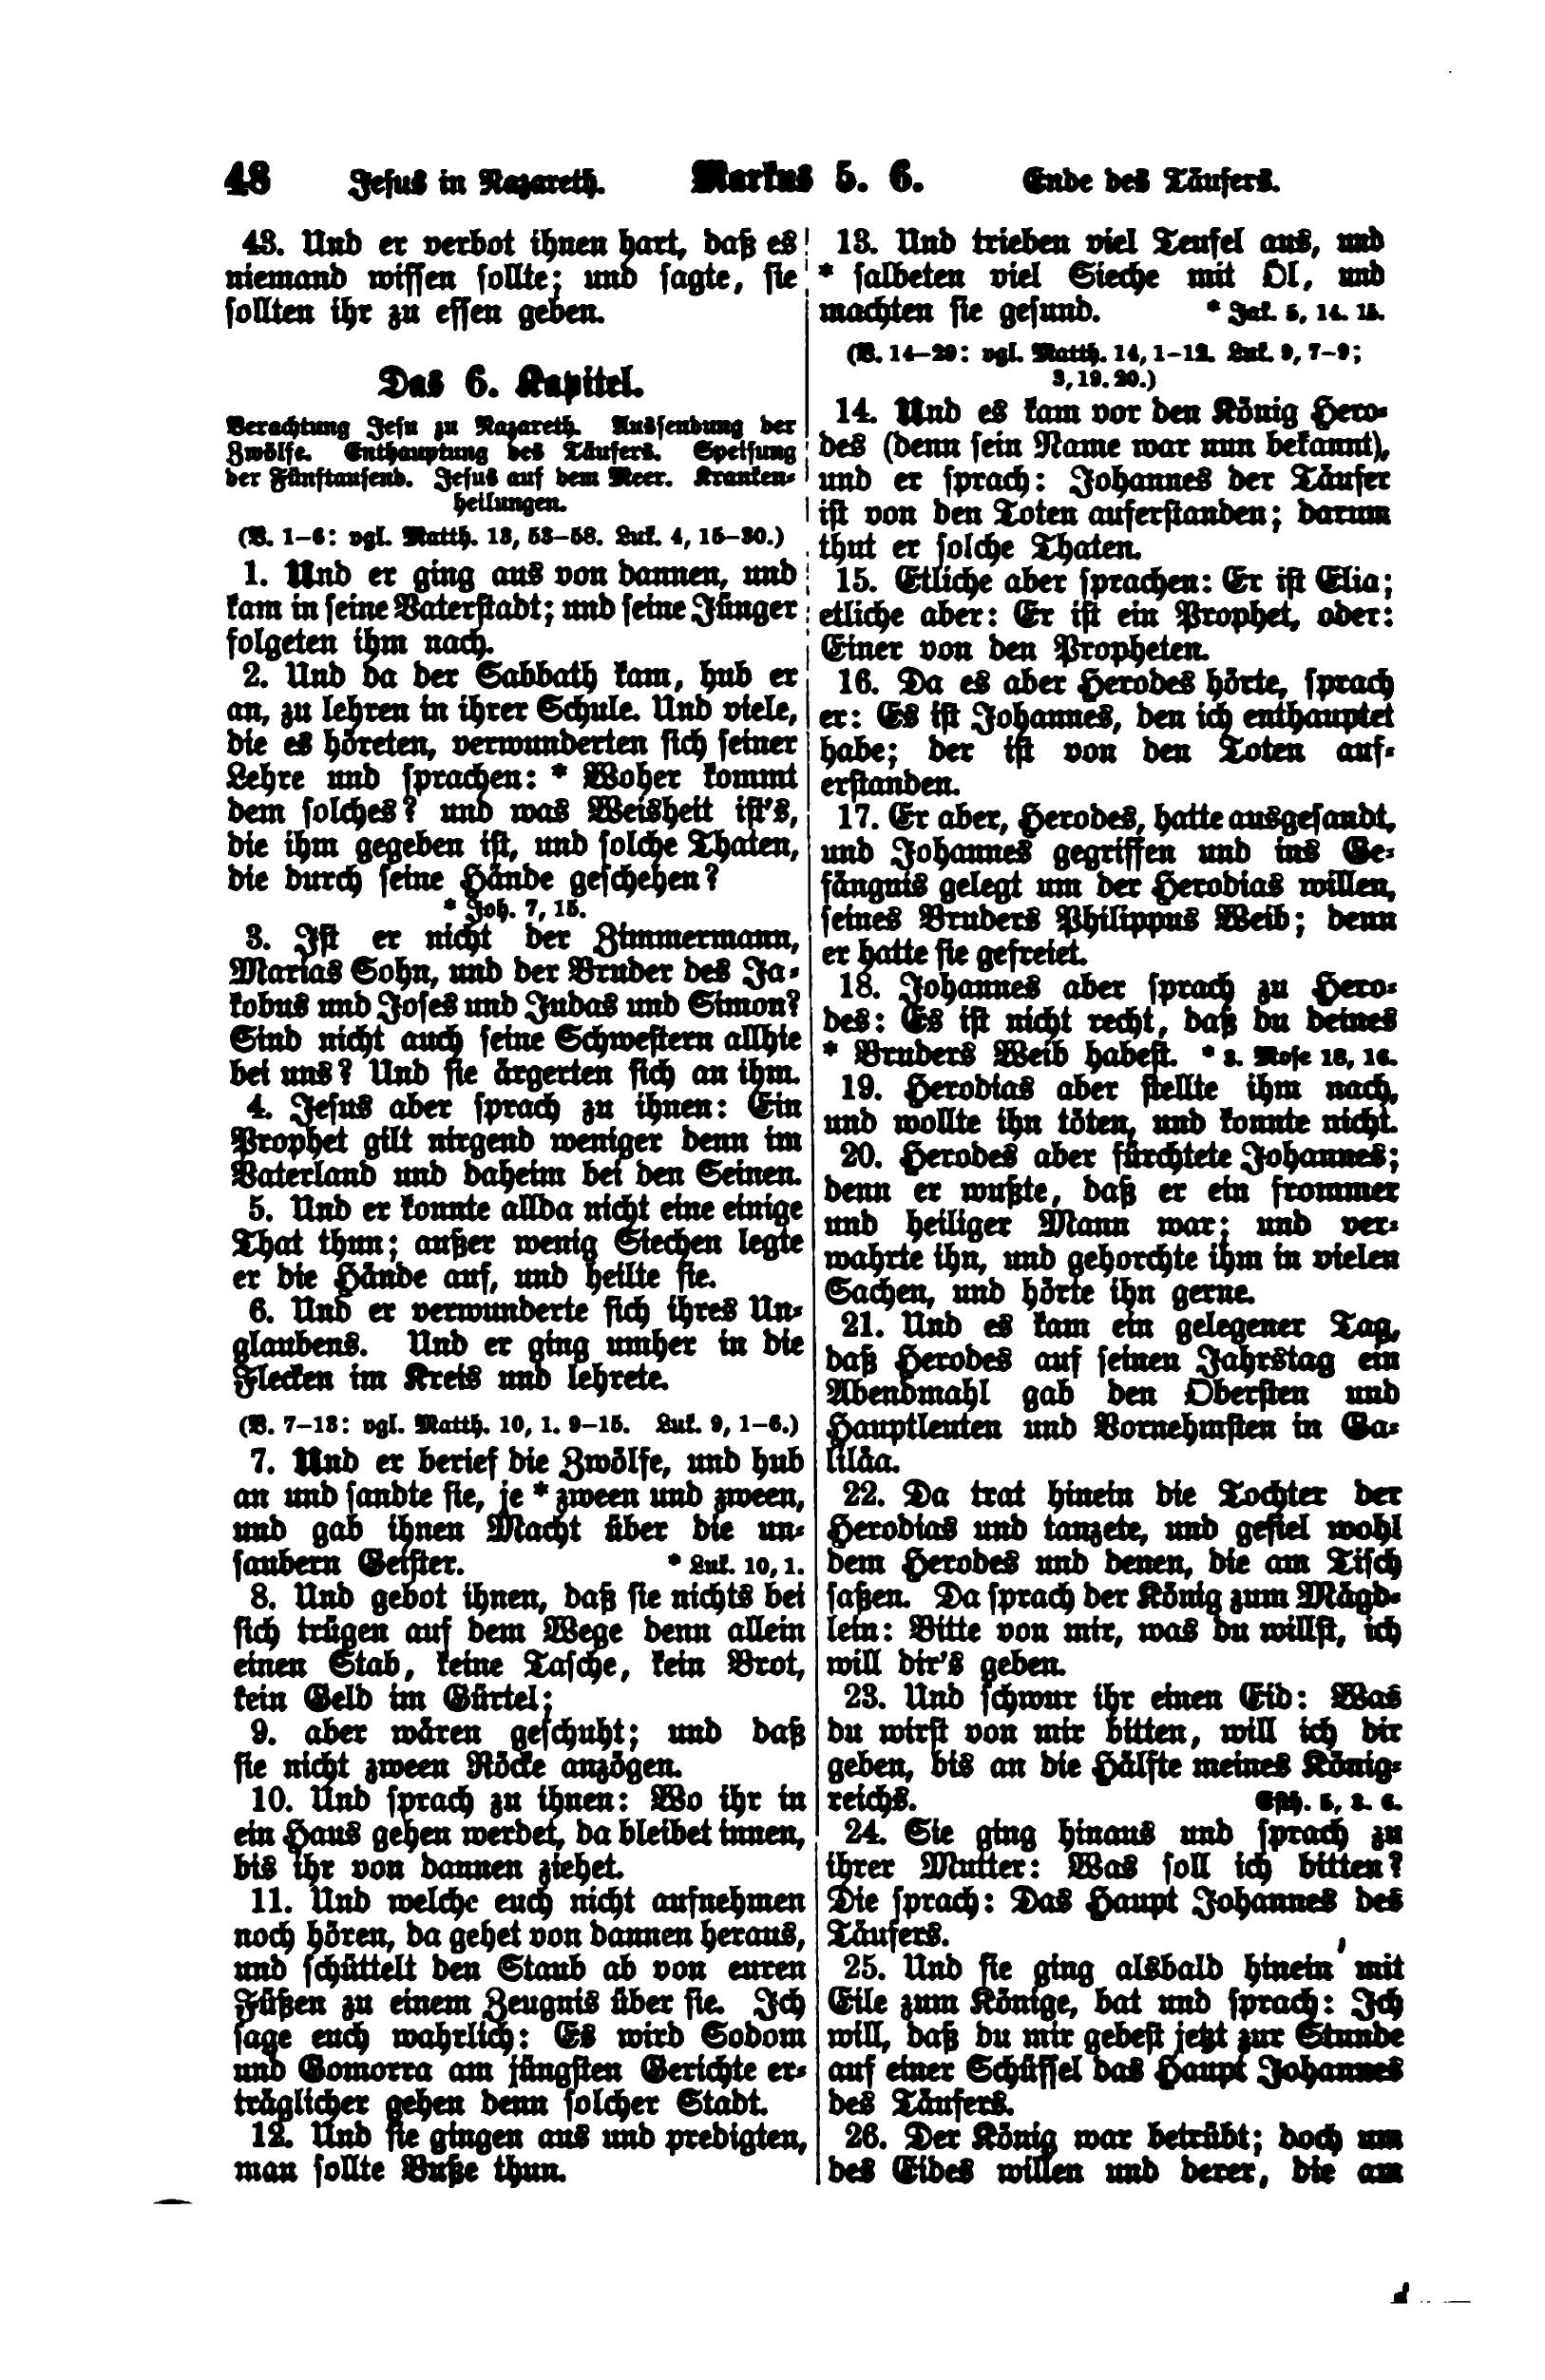 48 Jesus in Nazareth. Markus 5. 6. Ende des Täufers.
43. Und er verbot ihnen hart, daß es
niemand wissen sollte; und sagte, sie
sollten ihr zu essen geben.
Das 6. Kapitel.
Verachtung Jesu zu Nazareth. Aussendung der
Zwölfe. Enthauptung des Täufers. Speisung
der Fünftausend. Jesus auf dem Meer. Kranken-
heilungen.
(V. 1–6: vgl. Matth. 13, 53–58. Luk. 4, 15–30.)
1. Und er ging aus von dannen, und
kam in seine Vaterstadt; und seine Jünger
folgeten ihm nach.
2. Und da der Sabbath kam, hub er
an, zu lehren in ihrer Schule. Und viele,
die es höreten, verwunderten sich seiner
Lehre und sprachen: * Woher kommt
dem solches? und was Weisheit ist's,
die ihm gegeben ist, und solche Thaten,
die durch seine Hände geschehen?
* Joh. 7, 15.
3. Ist er nicht der Zimmermann,
Marias Sohn, und der Bruder des Ja-
kobus und Joses und Judas und Simon?
Sind nicht auch seine Schwestern allhie
bei uns? Und sie ärgerten sich an ihm.
4. Jesus aber sprach zu ihnen: Ein
Prophet gilt nirgend weniger denn im
Vaterland und daheim bei den Seinen.
5. Und er konnte allda nicht eine einige
That thun; außer wenig Siechen legte
er die Hände auf, und heilte sie.
6. Und er verwunderte sich ihres Un-
glaubens. Und er ging umher in die
Flecken im Kreis und lehrete.
(V. 7–13: vgl. Matth. 10, 1. 9–15. Luk. 9, 1–6.)
7. Und er berief die Zwölfe, und hub
an und sandte sie, je * zween und zween,
und gab ihnen Macht über die un-
saubern Geister. * Luk. 10, 1.
8. Und gebot ihnen, daß sie nichts bei
sich trügen auf dem Wege denn allein
einen Stab, keine Tasche, kein Brot,
kein Geld im Gürtel;
9. aber wären geschuht; und daß
sie nicht zween Röcke anzögen.
10. Und sprach zu ihnen: Wo ihr in
ein Haus gehen werdet, da bleibet innen,
bis ihr von dannen ziehet.
11. Und welche euch nicht aufnehmen
noch hören, da gehet von dannen heraus,
und schüttelt den Staub ab von euren
Füßen zu einem Zeugnis über sie. Ich
sage euch wahrlich: Es wird Sodom
und Gomorra am jüngsten Gerichte er-
träglicher gehen denn solcher Stadt.
12. Und sie gingen aus und predigten,
man sollte Buße thun.
13. Und trieben viel Teufel aus, und
* salbeten viel Sieche mit Öl, und
machten sie gesund. * Jak. 5, 14. 15.
(V. 14–29: vgl. Matth. 14, 1–12. Luk. 9, 7–9;
3, 19. 20.)
14. Und es kam vor den König Hero-
des (denn sein Name war nun bekannt),
und er sprach: Johannes der Täufer
ist von den Toten auferstanden; darum
thut er solche Thaten.
15. Etliche aber sprachen: Er ist Elia;
etliche aber: Er ist ein Prophet, oder:
Einer von den Propheten.
16. Da es aber Herodes hörte, sprach
er: Es ist Johannes, den ich enthauptet
habe; der ist von den Toten auf-
erstanden.
17. Er aber, Herodes, hatte ausgesandt,
und Johannes gegriffen und ins Ge-
fängnis gelegt um der Herodias willen,
seines Bruders Philippus Weib; denn
er hatte sie gefreiet.
18. Johannes aber sprach zu Hero-
des: Es ist nicht recht, daß du deines
* Bruders Weib habest. * 3. Mose 18, 16.
19. Herodias aber stellte ihm nach,
und wollte ihn töten, und konnte nicht.
20. Herodes aber fürchtete Johannes;
denn er wußte, daß er ein frommer
und heiliger Mann war; und ver-
wahrte ihn, und gehorchte ihm in vielen
Sachen, und hörte ihn gerne.
21. Und es kam ein gelegener Tag,
daß Herodes auf seinen Jahrstag ein
Abendmahl gab den Obersten und
Hauptleuten und Vornehmsten in Ga-
liläa.
22. Da trat hinein die Tochter der
Herodias und tanzete, und gefiel wohl
dem Herodes und denen, die am Tisch
saßen. Da sprach der König zum Mägd-
lein: Bitte von mir, was du willst, ich
will dir's geben.
23. Und schwur ihr einen Eid: Was
du wirst von mir bitten, will ich dir
geben, bis an die Hälfte meines König-
reichs. Esth. 5, 3. 6.
24. Sie ging hinaus und sprach zu
ihrer Mutter: Was soll ich bitten?
Die sprach: Das Haupt Johannes des
Täufers.
25. Und sie ging alsbald hinein mit
Eile zum Könige, bat und sprach: Ich
will, daß du mir gebest jetzt zur Stunde
auf einer Schüssel das Haupt Johannes
des Täufers.
26. Der König war betrübt; doch um
des Eides willen und derer, die am